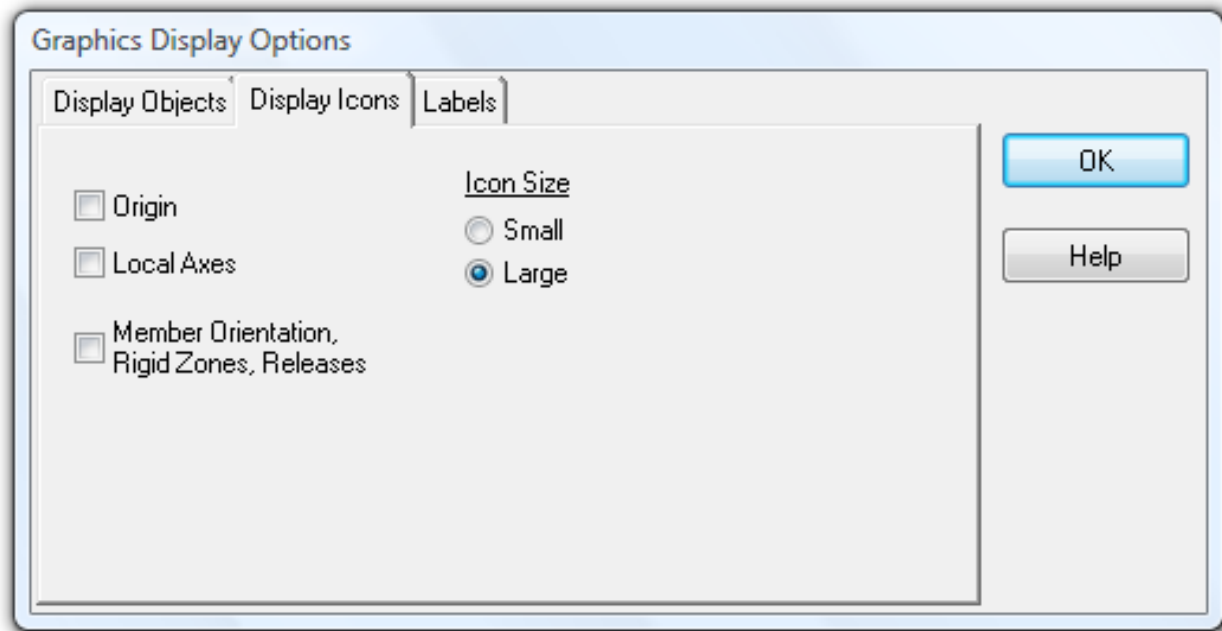 Graphics Display Options
Display Objects
Display Icons
Labels
Origin
Local Axes
Member Orientation,
Rigid Zones, Releases
Icon Size
Small
Large
OK
Help